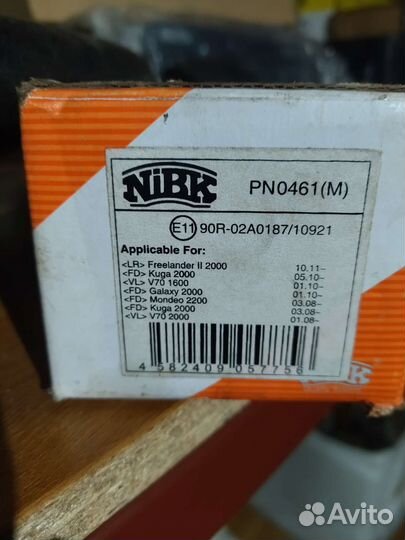 NiBK PN0461(M)
E11 90R-02A0187/10921
Applicable For:
<LR> Freelander II 2000 10.11-
<FD> Kuga 2000 05.10-
<VL> V70 1600 01.10-
<FD> Galaxy 2000 01.10-
<FD> Mondeo 2200 03.08-
<FD> Kuga 2000 03.08-
<VL> V70 2000 01.08-
4 582409 057756
NiBK
Avito